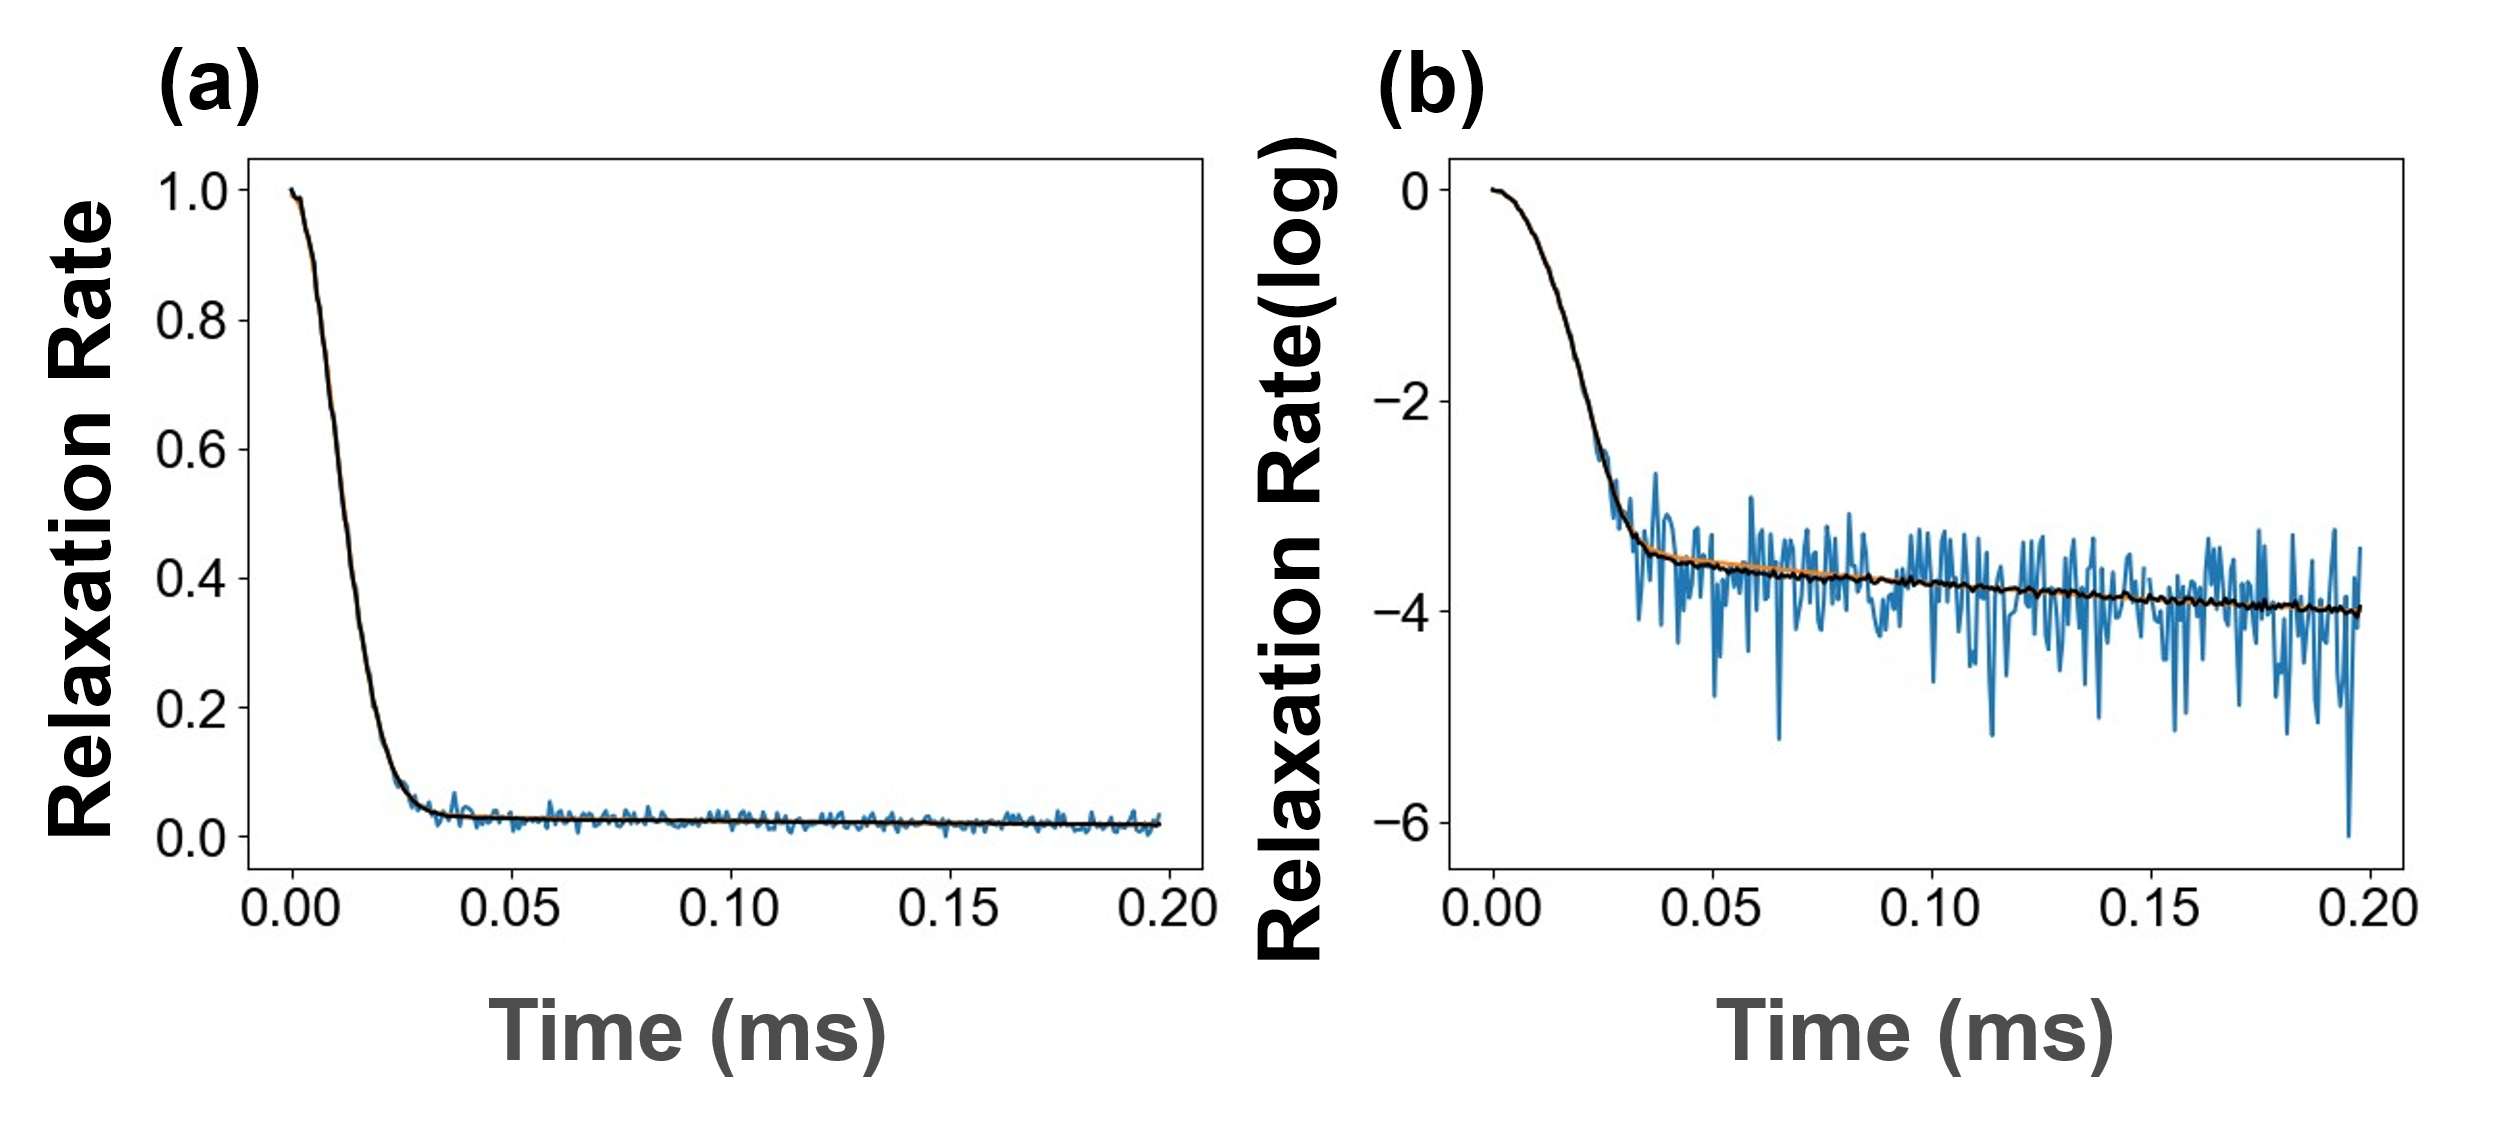 (a)
Relaxation Rate
1.0
0.8
0.6
0.4
0.2
0.0
0.00 0.05 0.10 0.15 0.20
Time (ms)
(b)
Relaxation Rate(log)
0
−2
−4
−6
0.00 0.05 0.10 0.15 0.20
Time (ms)